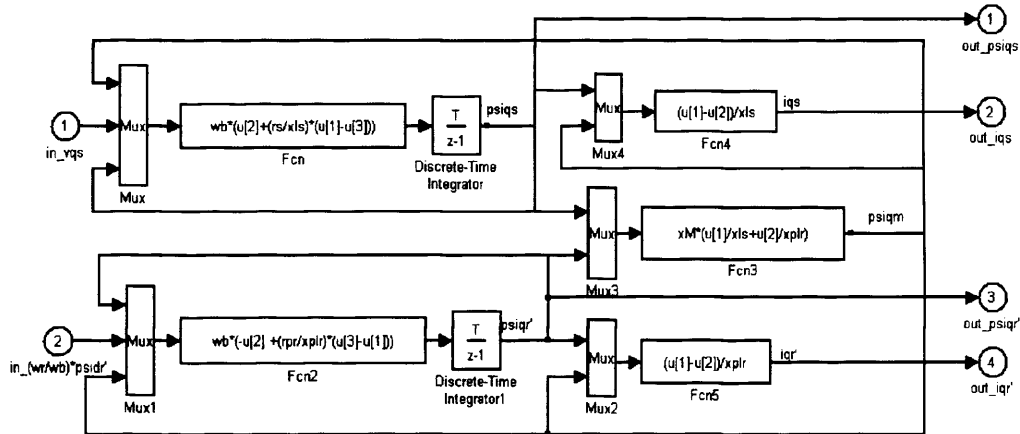 1
out_psiqs
1
in_vqs
Mux
Mux
wb*(u[2]+(rs/xls)*(u[1]-u[3]))
Fcn
T
z-1
Discrete-Time
Integrator
psiqs
Mux
Mux4
(u[1]-u[2])/xls
Fcn4
iqs
2
out_iqs
Mux
Mux3
xM*(u[1]/xls+u[2]/xplr)
Fcn3
psiqm
3
out_psiqr'
2
in_(wr/wb)*psidr'
Mux
Mux1
wb*(-u[2] +(rpr/xplr)*(u[3]-u[1]))
Fcn2
T
z-1
Discrete-Time
Integrator1
psiqr'
Mux
Mux2
(u[1]-u[2])/xplr
Fcn5
iqr'
4
out_iqr'